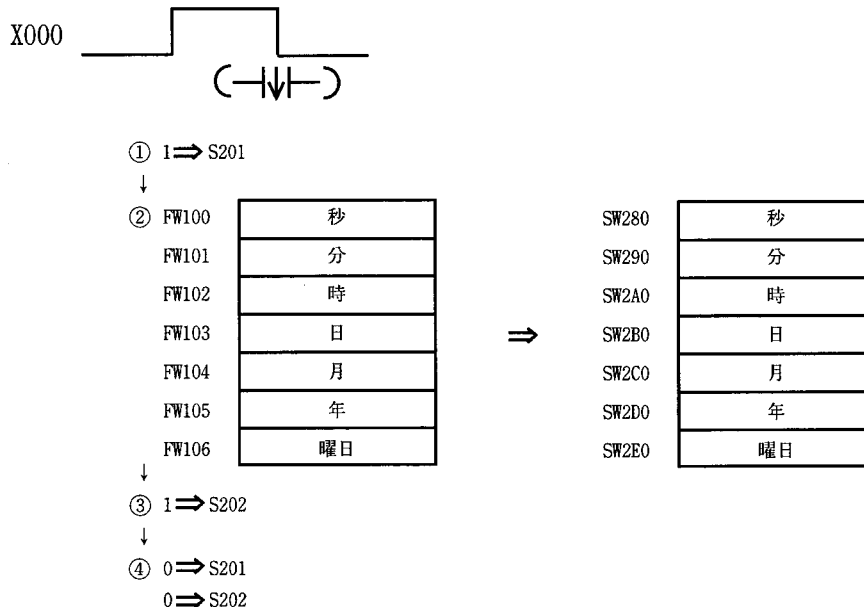 X000
① 1⇒S201
↓
② FW100 秒 SW280 秒
FW101 分 SW290 分
FW102 時 SW2A0 時
FW103 日 ⇒ SW2B0 日
FW104 月 SW2C0 月
FW105 年 SW2D0 年
FW106 曜日 SW2E0 曜日
↓
③ 1⇒S202
↓
④ 0⇒S201
0⇒S202